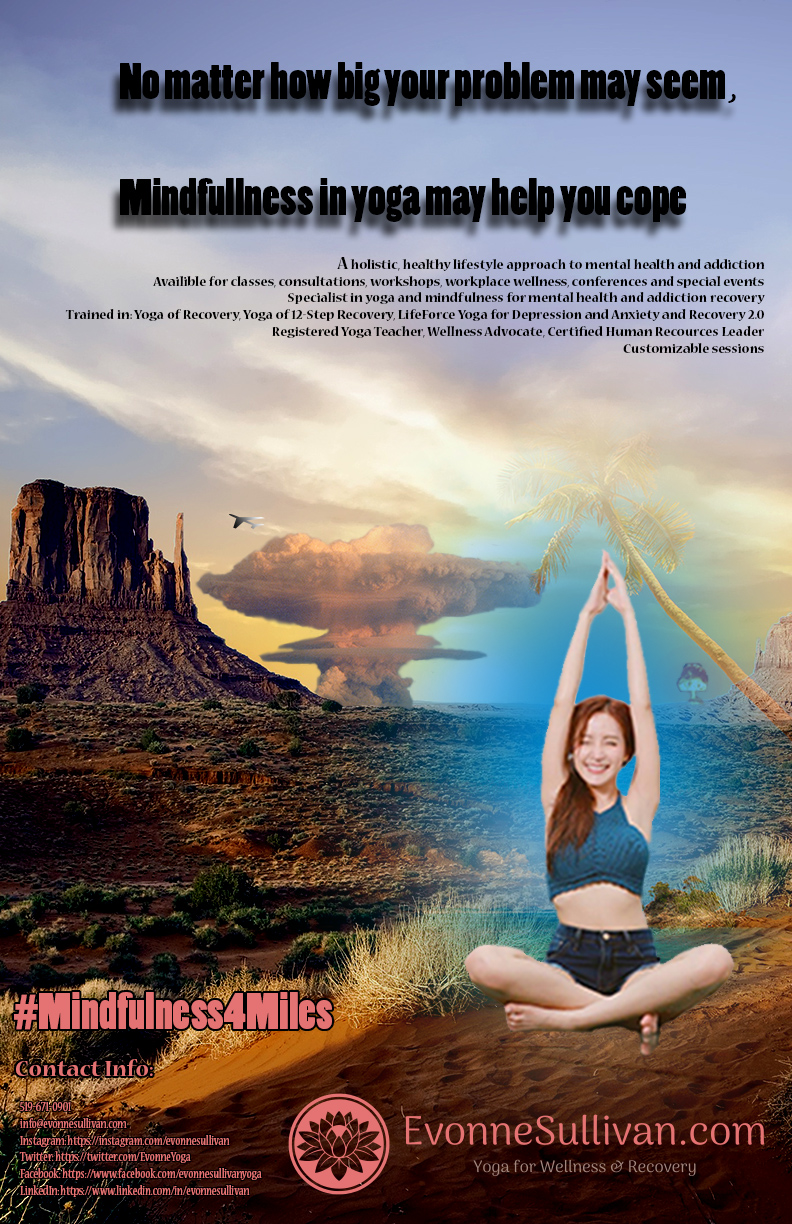 No matter how big your problem may seem,
Mindfullness in yoga may help you cope
A holistic, healthy lifestyle approach to mental health and addiction
Availible for classes, consultations, workshops, workplace wellness, conferences and special events
Specialist in yoga and mindfulness for mental health and addiction recovery
Trained in: Yoga of Recovery, Yoga of 12-Step Recovery, LifeForce Yoga for Depression and Anxiety and Recovery 2.0
Registered Yoga Teacher, Wellness Advocate, Certified Human Recources Leader
Customizable sessions
#Mindfulness4Miles
Contact Info:
519-671-0901
info@evonnesullivan.com
Instagram: https://instagram.com/evonnesullivan
Twitter: https://twitter.com/EvonneYoga
Facebook: https://www.facebook.com/evonnesullivanyoga
LinkedIn: https://www.linkedin.com/in/evonnesullivan
EvonneSullivan.com
Yoga for Wellness & Recovery